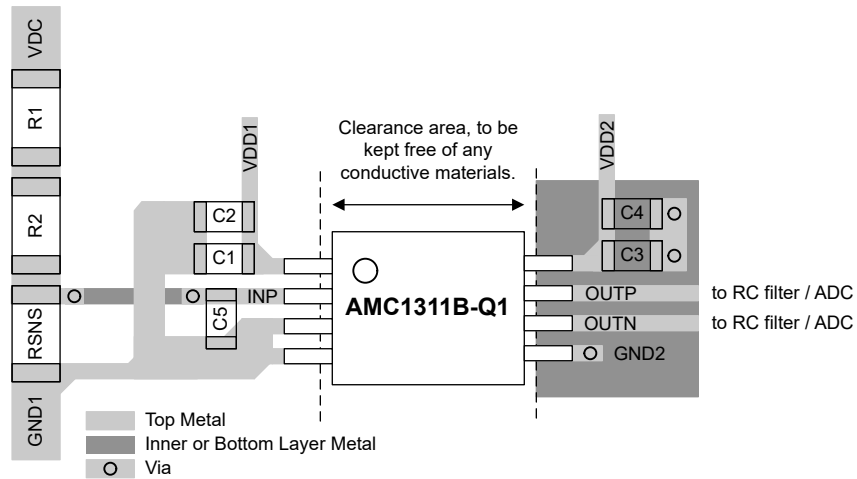 VDC
R1
R2
RSNS
GND1
VDD1
C2
C1
C5
INP
Clearance area, to be
kept free of any
conductive materials.
AMC1311B-Q1
VDD2
C4
C3
OUTP
to RC filter / ADC
OUTN
to RC filter / ADC
GND2
Top Metal
Inner or Bottom Layer Metal
Via